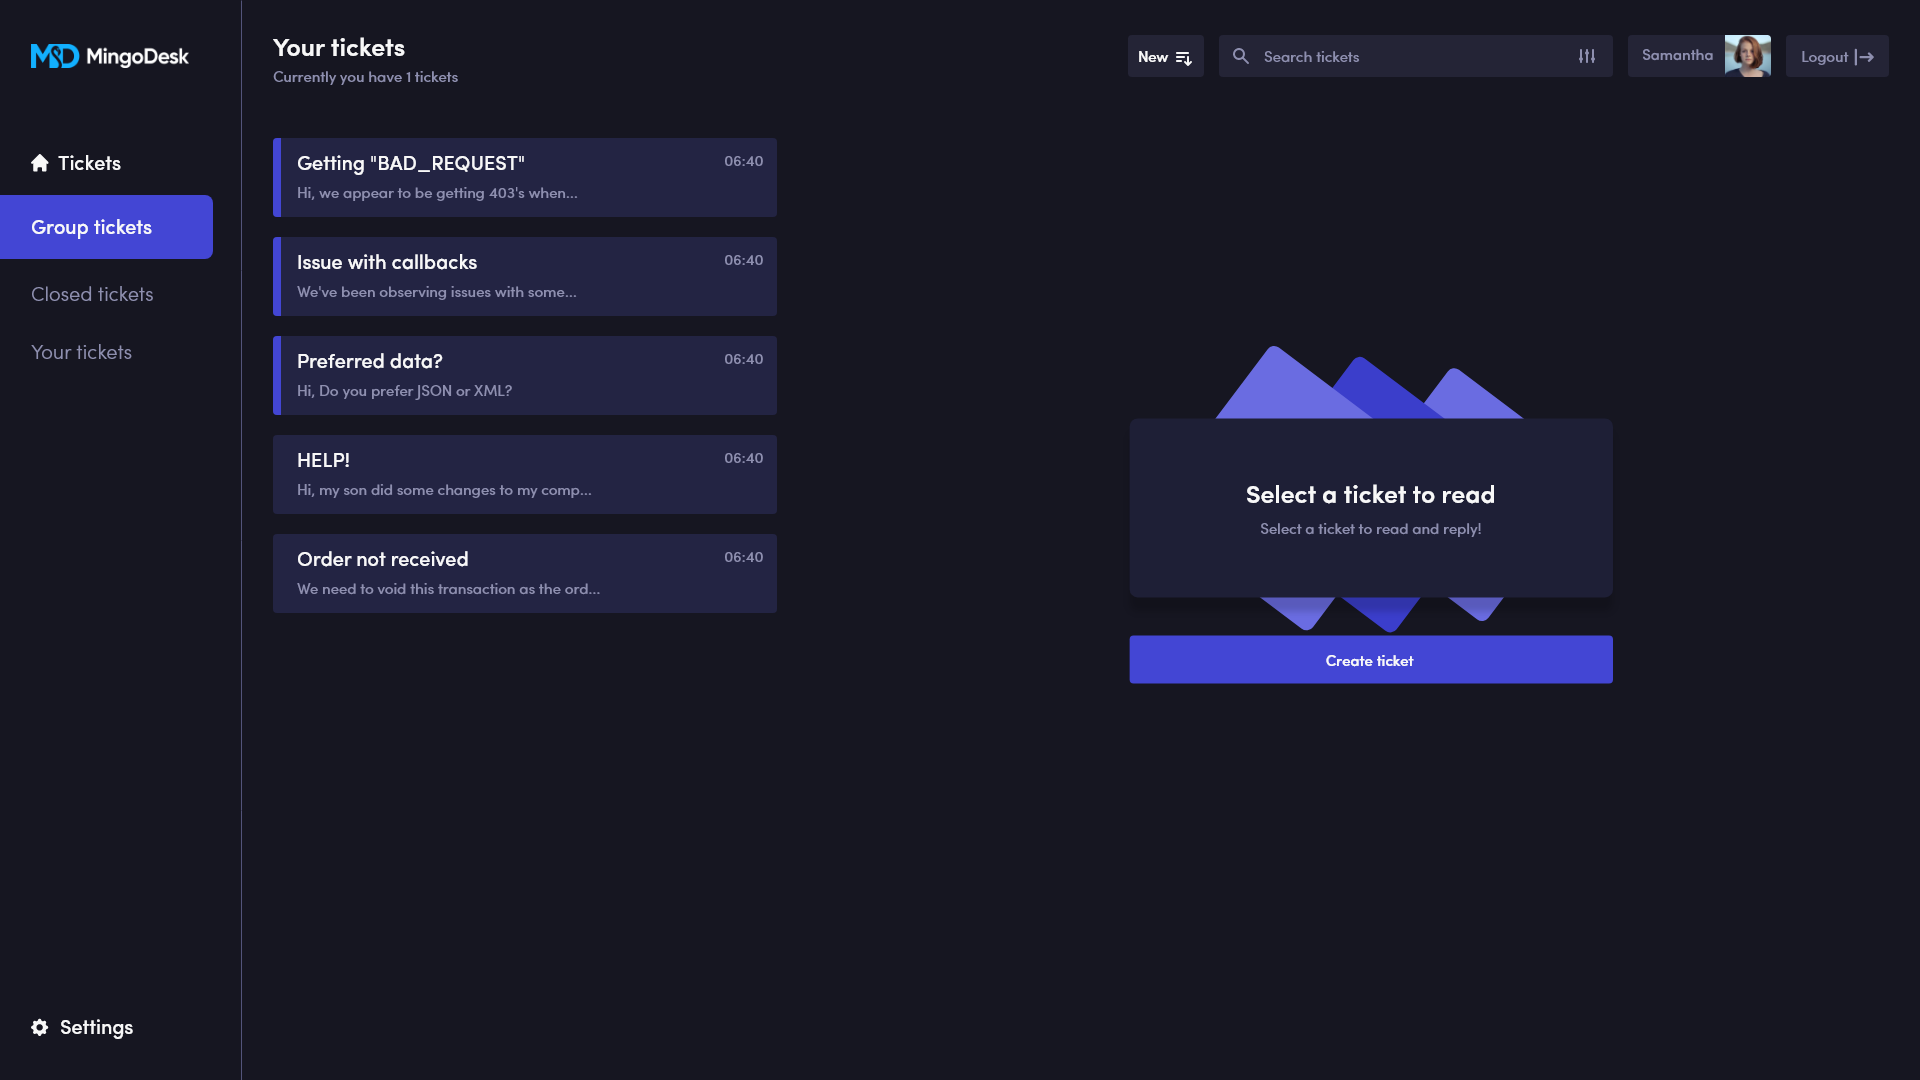 MD MingoDesk
Tickets
Group tickets
Closed tickets
Your tickets
Settings
Your tickets
Currently you have 1 tickets
New
Search tickets
Samantha
Logout
Getting "BAD_REQUEST"
06:40
Hi, we appear to be getting 403's when...
Issue with callbacks
06:40
We've been observing issues with some...
Preferred data?
06:40
Hi, Do you prefer JSON or XML?
HELP!
06:40
Hi, my son did some changes to my comp...
Order not received
06:40
We need to void this transaction as the ord...
Select a ticket to read
Select a ticket to read and reply!
Create ticket